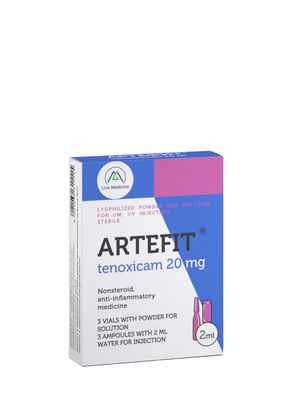 Live Medicine
LYOPHILIZED POWDER FOR SOLUTION
FOR I/M, I/V INJECTION
STERILE
ARTEFIT®
tenoxicam 20 mg
Nonsteroid,
anti-inflammatory
medicine
3 VIALS WITH POWDER FOR
SOLUTION
3 AMPOULES WITH 2 ML
WATER FOR INJECTION
2ml